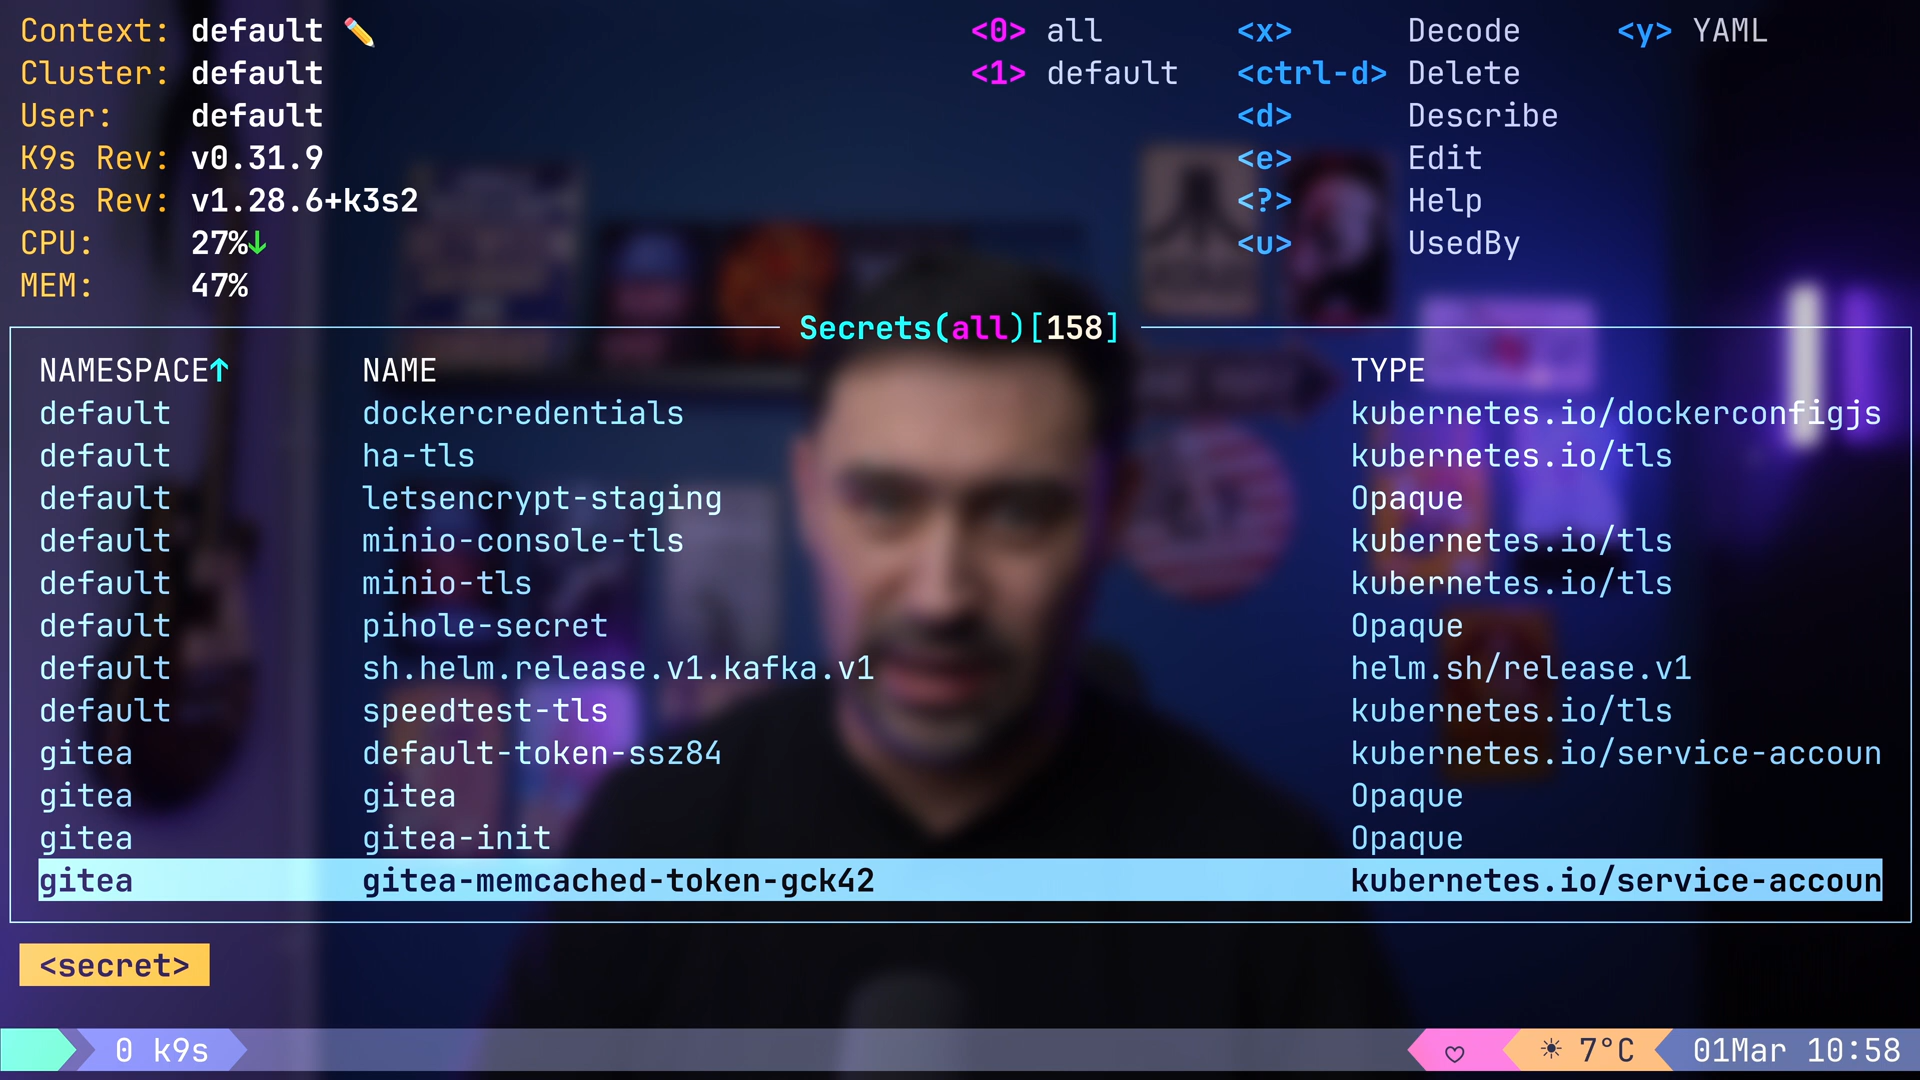 Context: default ✏️ <0> all <x> Decode <y> YAML
Cluster: default <1> default <ctrl-d> Delete
User: default <d> Describe
K9s Rev: v0.31.9 <e> Edit
K8s Rev: v1.28.6+k3s2 <?> Help
CPU: 27%↓ <u> UsedBy
MEM: 47%
Secrets(all)[158]
NAMESPACE↑ NAME TYPE
default dockercredentials kubernetes.io/dockerconfigjs
default ha-tls kubernetes.io/tls
default letsencrypt-staging Opaque
default minio-console-tls kubernetes.io/tls
default minio-tls kubernetes.io/tls
default pihole-secret Opaque
default sh.helm.release.v1.kafka.v1 helm.sh/release.v1
default speedtest-tls kubernetes.io/tls
gitea default-token-ssz84 kubernetes.io/service-accoun
gitea gitea Opaque
gitea gitea-init Opaque
gitea gitea-memcached-token-gck42 kubernetes.io/service-accoun
<secret>
0 k9s ♡ ☀ 7°C 01Mar 10:58